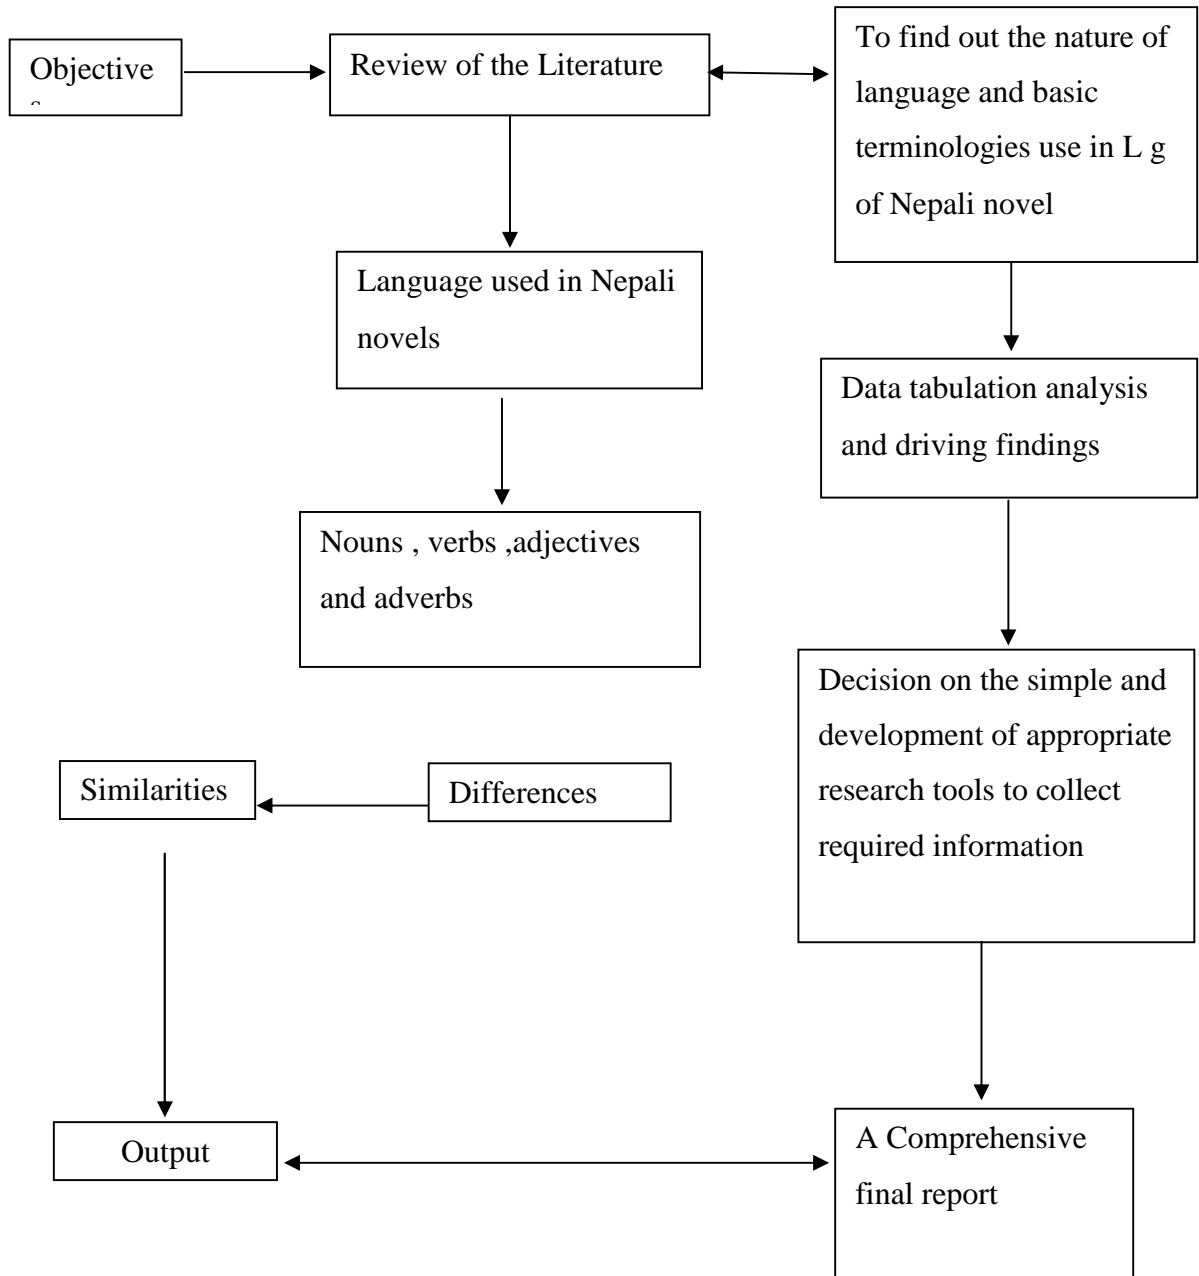 Objective
Review of the Literature
To find out the nature of
language and basic
terminologies use in L g
of Nepali novel
Language used in Nepali
novels
Data tabulation analysis
and driving findings
Nouns , verbs ,adjectives
and adverbs
Decision on the simple and
development of appropriate
research tools to collect
required information
Similarities
Differences
Output
A Comprehensive
final report